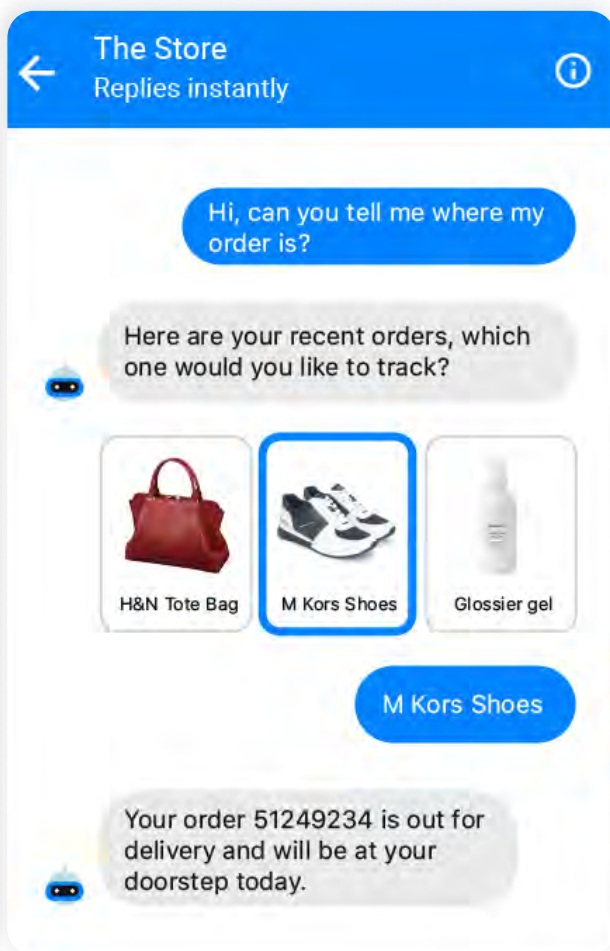 The Store
Replies instantly
Hi, can you tell me where my
order is?
Here are your recent orders, which
one would you like to track?
H&N Tote Bag
M Kors Shoes
Glossier gel
M Kors Shoes
Your order 51249234 is out for
delivery and will be at your
doorstep today.